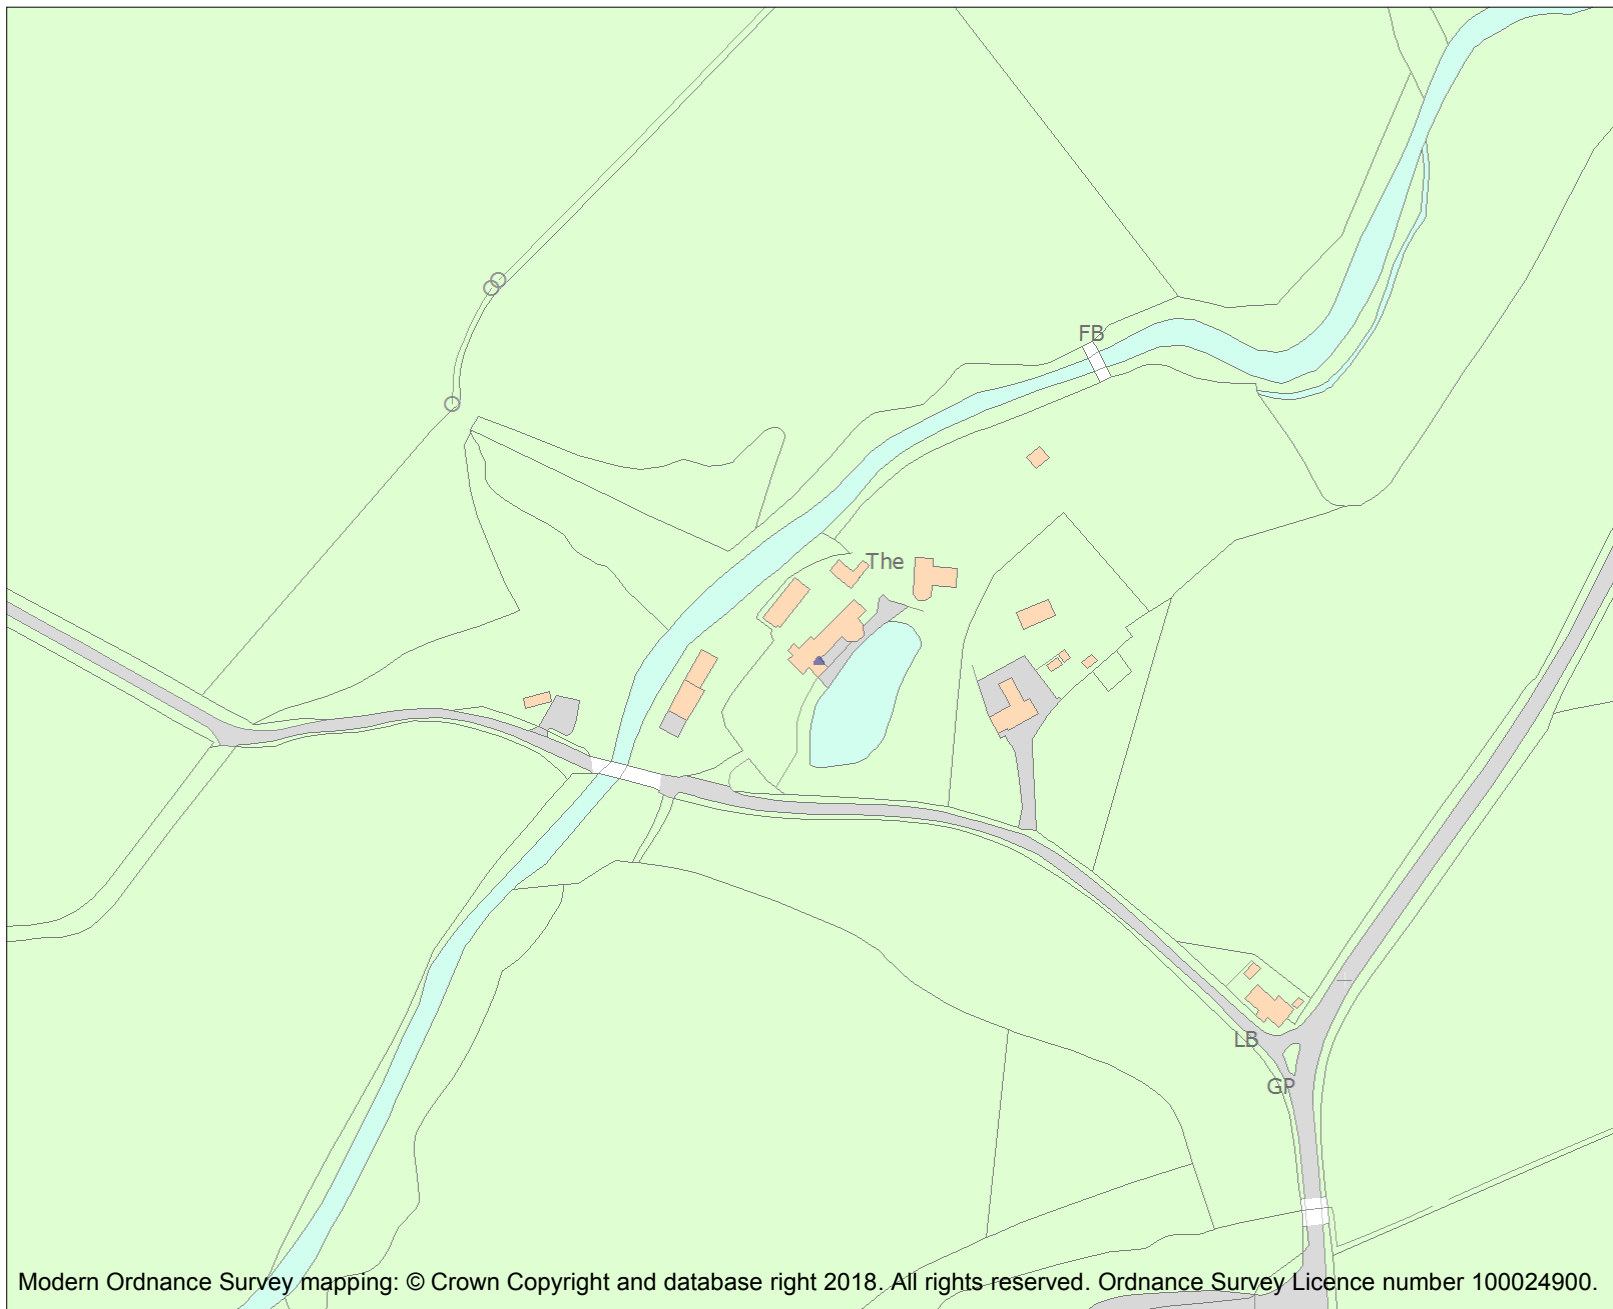 FB
The
LB
GP
Modern Ordnance Survey mapping: © Crown Copyright and database right 2018. All rights reserved. Ordnance Survey Licence number 100024900.